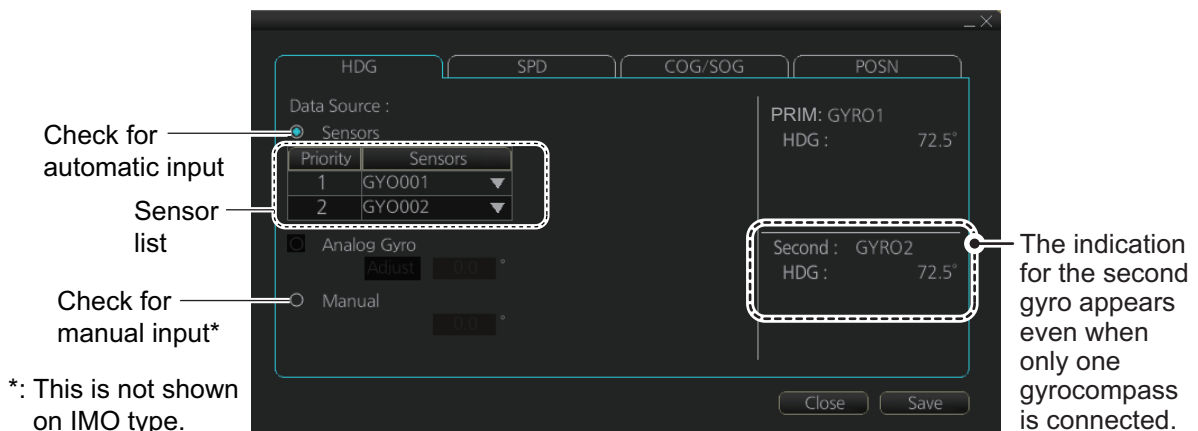 HDG SPD COG/SOG POSN
Data Source :
Sensors
Priority Sensors
1 GYO001
2 GYO002
Analog Gyro
Adjust 0.0 °
Manual
0.0 °
PRIM: GYRO1
HDG : 72.5°
Second : GYRO2
HDG : 72.5°
Close Save
Check for
automatic input
Sensor
list
Check for
manual input*
*: This is not shown
on IMO type.
The indication
for the second
gyro appears
even when
only one
gyrocompass
is connected.